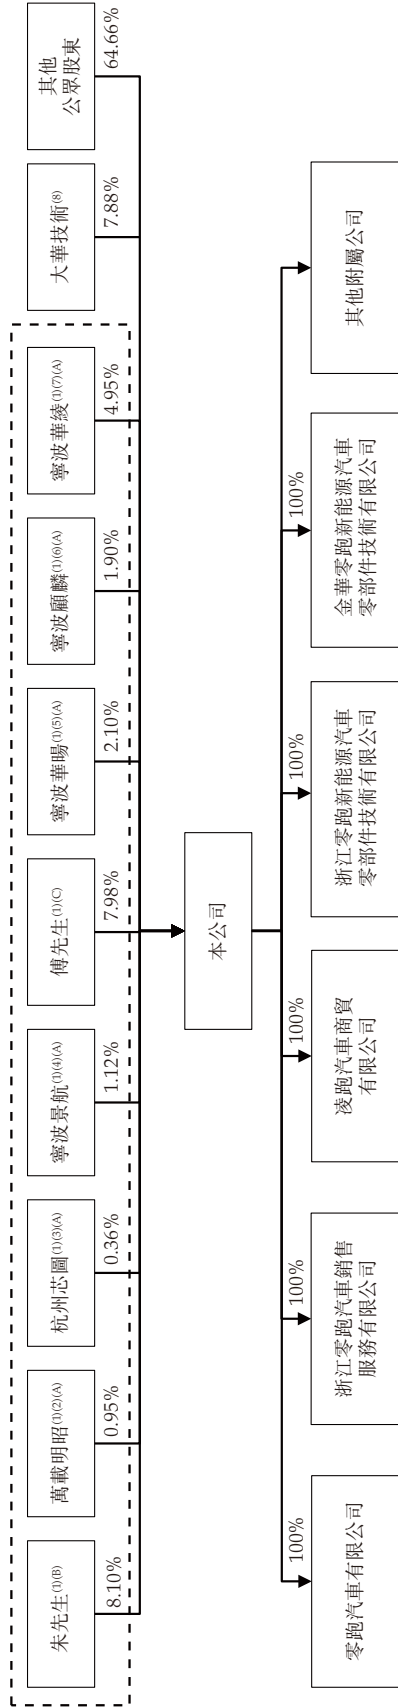 朱先生(1)(B)
萬載明昭(1)(2)(A)
杭州芯圖(1)(3)(A)
寧波景航(1)(4)(A)
傅先生(1)(C)
寧波華暘(1)(5)(A)
寧波顧麟(1)(6)(A)
寧波華綾(1)(7)(A)
大華技術(8)
其他
公眾股東
8.10%
0.95%
0.36%
1.12%
7.98%
2.10%
1.90%
4.95%
7.88%
64.66%
本公司
100%
100%
100%
100%
100%
零跑汽車有限公司
浙江零跑汽車銷售
服務有限公司
凌跑汽車商貿
有限公司
浙江零跑新能源汽車
零部件技術有限公司
金華零跑新能源汽車
零部件技術有限公司
其他附屬公司